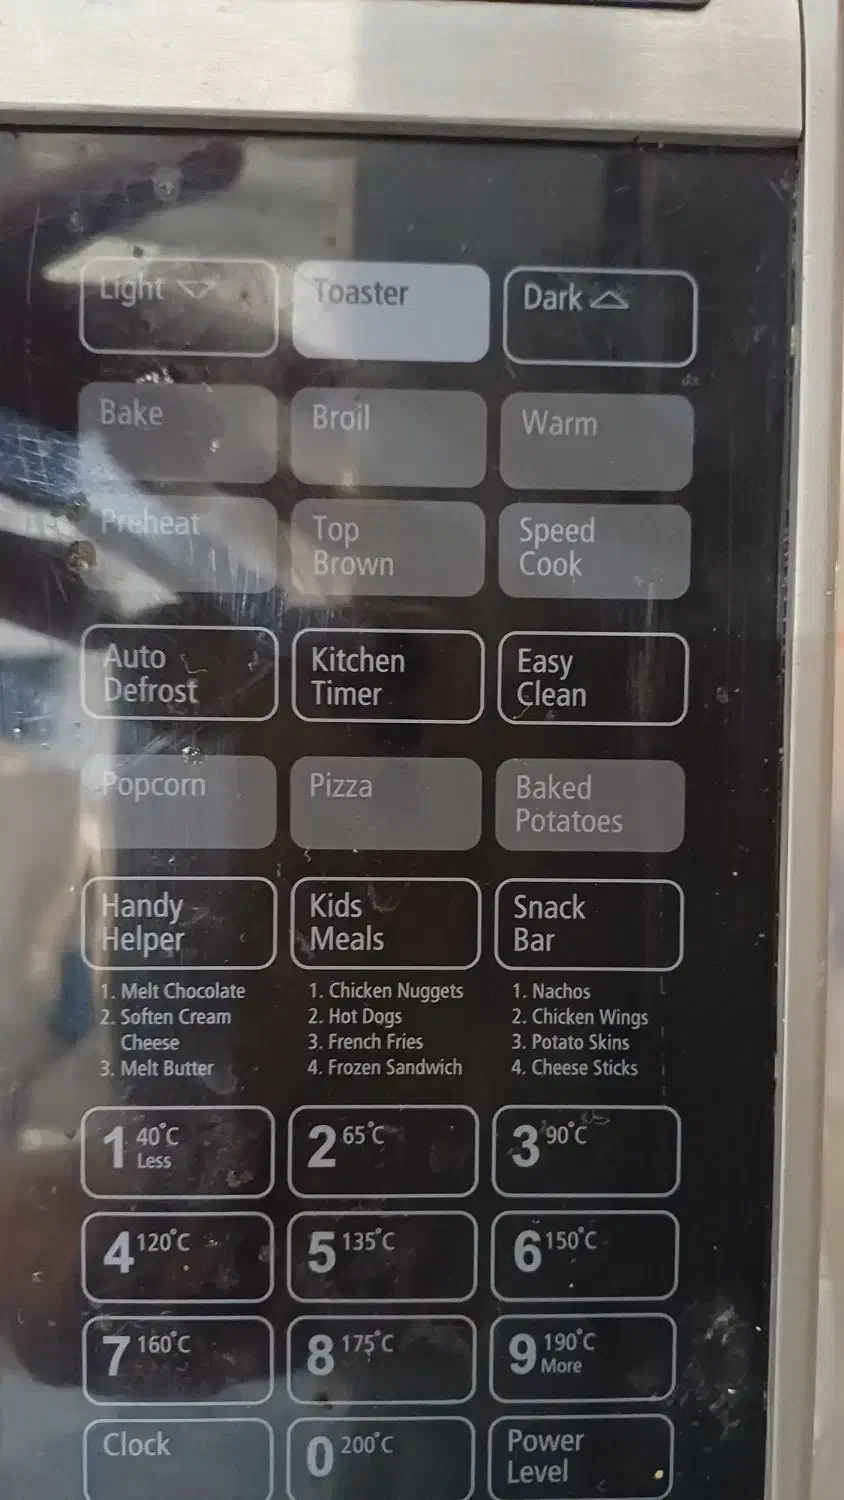 Light
Toaster
Dark
Bake
Broil
Warm
Preheat
Top
Brown
Speed
Cook
Auto
Defrost
Kitchen
Timer
Easy
Clean
Popcorn
Pizza
Baked
Potatoes
Handy
Helper
1. Melt Chocolate
2. Soften Cream
Cheese
3. Melt Butter
Kids
Meals
1. Chicken Nuggets
2. Hot Dogs
3. French Fries
4. Frozen Sandwich
Snack
Bar
1. Nachos
2. Chicken Wings
3. Potato Skins
4. Cheese Sticks
1 40°C
Less
2 65°C
3 90°C
4 120°C
5 135°C
6 150°C
7 160°C
8 175°C
9 190°C
More
Clock
0 200°C
Power
Level